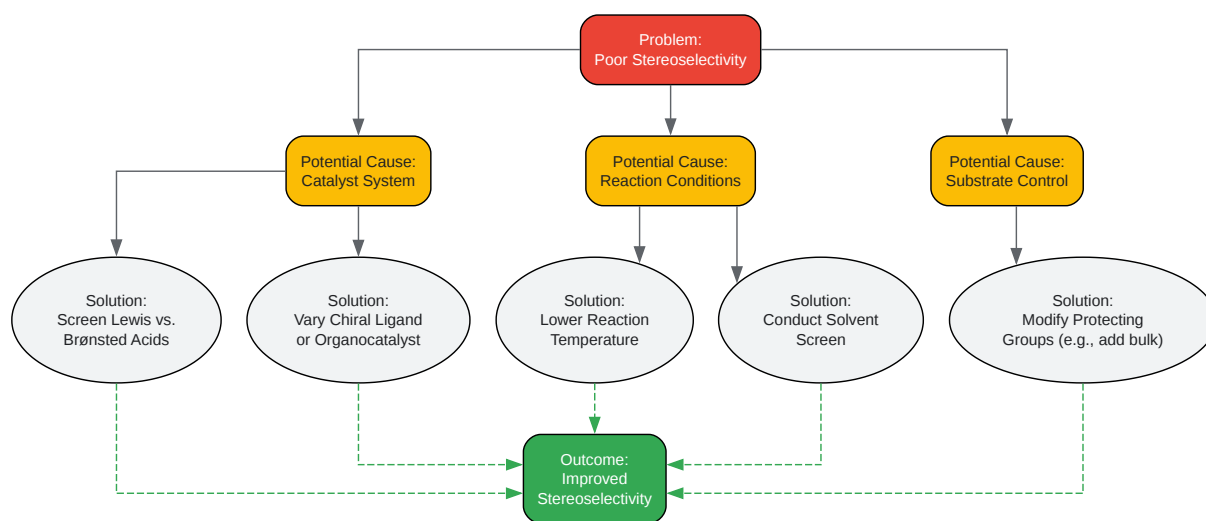 Problem:
Poor Stereoselectivity
Potential Cause:
Catalyst System
Potential Cause:
Reaction Conditions
Potential Cause:
Substrate Control
Solution:
Screen Lewis vs.
Brønsted Acids
Solution:
Vary Chiral Ligand
or Organocatalyst
Solution:
Lower Reaction
Temperature
Solution:
Conduct Solvent
Screen
Solution:
Modify Protecting
Groups (e.g., add bulk)
Outcome:
Improved
Stereoselectivity